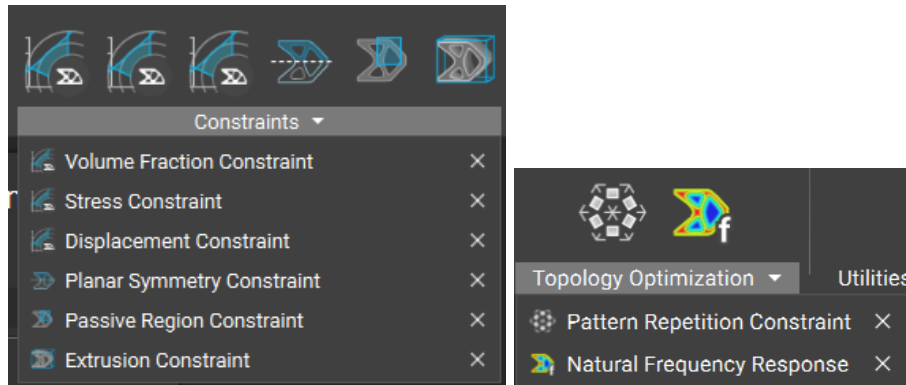 Constraints
Volume Fraction Constraint
Stress Constraint
Displacement Constraint
Planar Symmetry Constraint
Passive Region Constraint
Extrusion Constraint
f
Topology Optimization
Utilities
Pattern Repetition Constraint
Natural Frequency Response